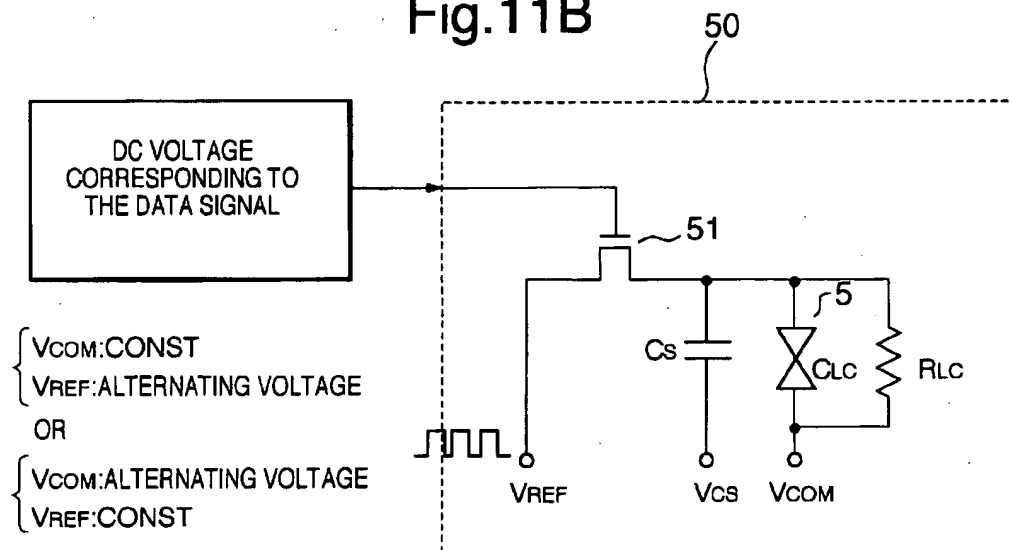 Fig.11B
50
DC VOLTAGE
CORRESPONDING TO
THE DATA SIGNAL
51
5
CS
CLC
RLC
VCOM:CONST
VREF:ALTERNATING VOLTAGE
OR
VCOM:ALTERNATING VOLTAGE
VREF:CONST
VREF
VCS
VCOM